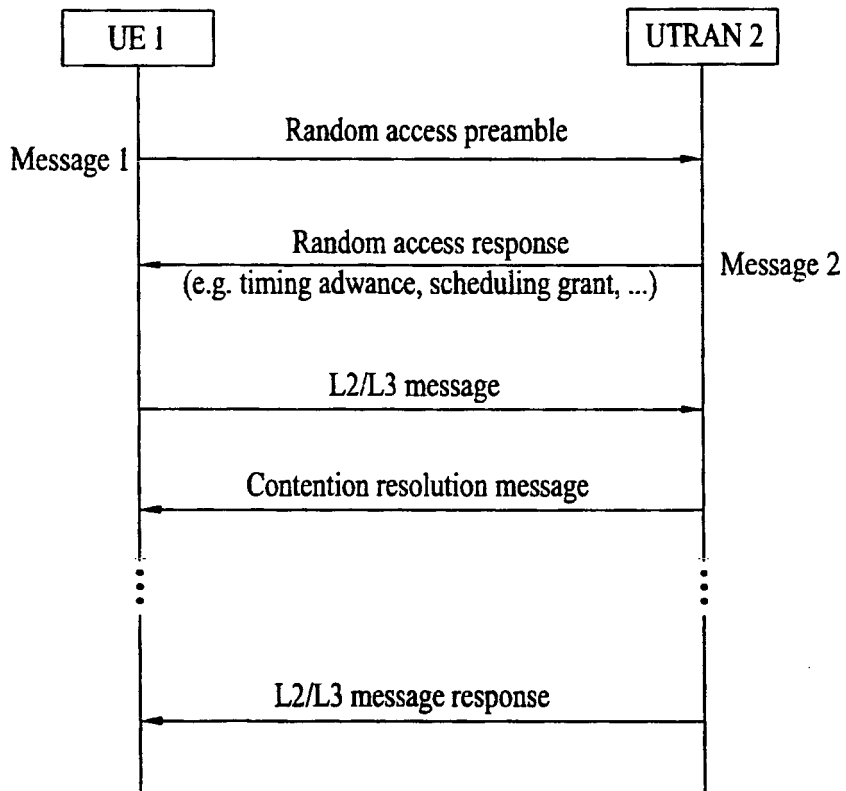 UE 1
UTRAN 2
Random access preamble
Message 1
Random access response
Message 2
(e.g. timing adwance, scheduling grant, ...)
L2/L3 message
Contention resolution message
L2/L3 message response